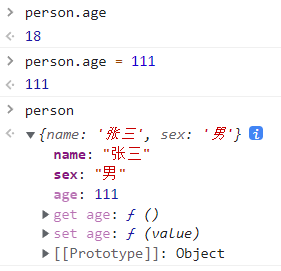 person.age
18
person.age = 111
111
person
{name: '张三', sex: '男'} i
name: "张三"
sex: "男"
age: 111
get age: ƒ ()
set age: ƒ (value)
[[Prototype]]: Object